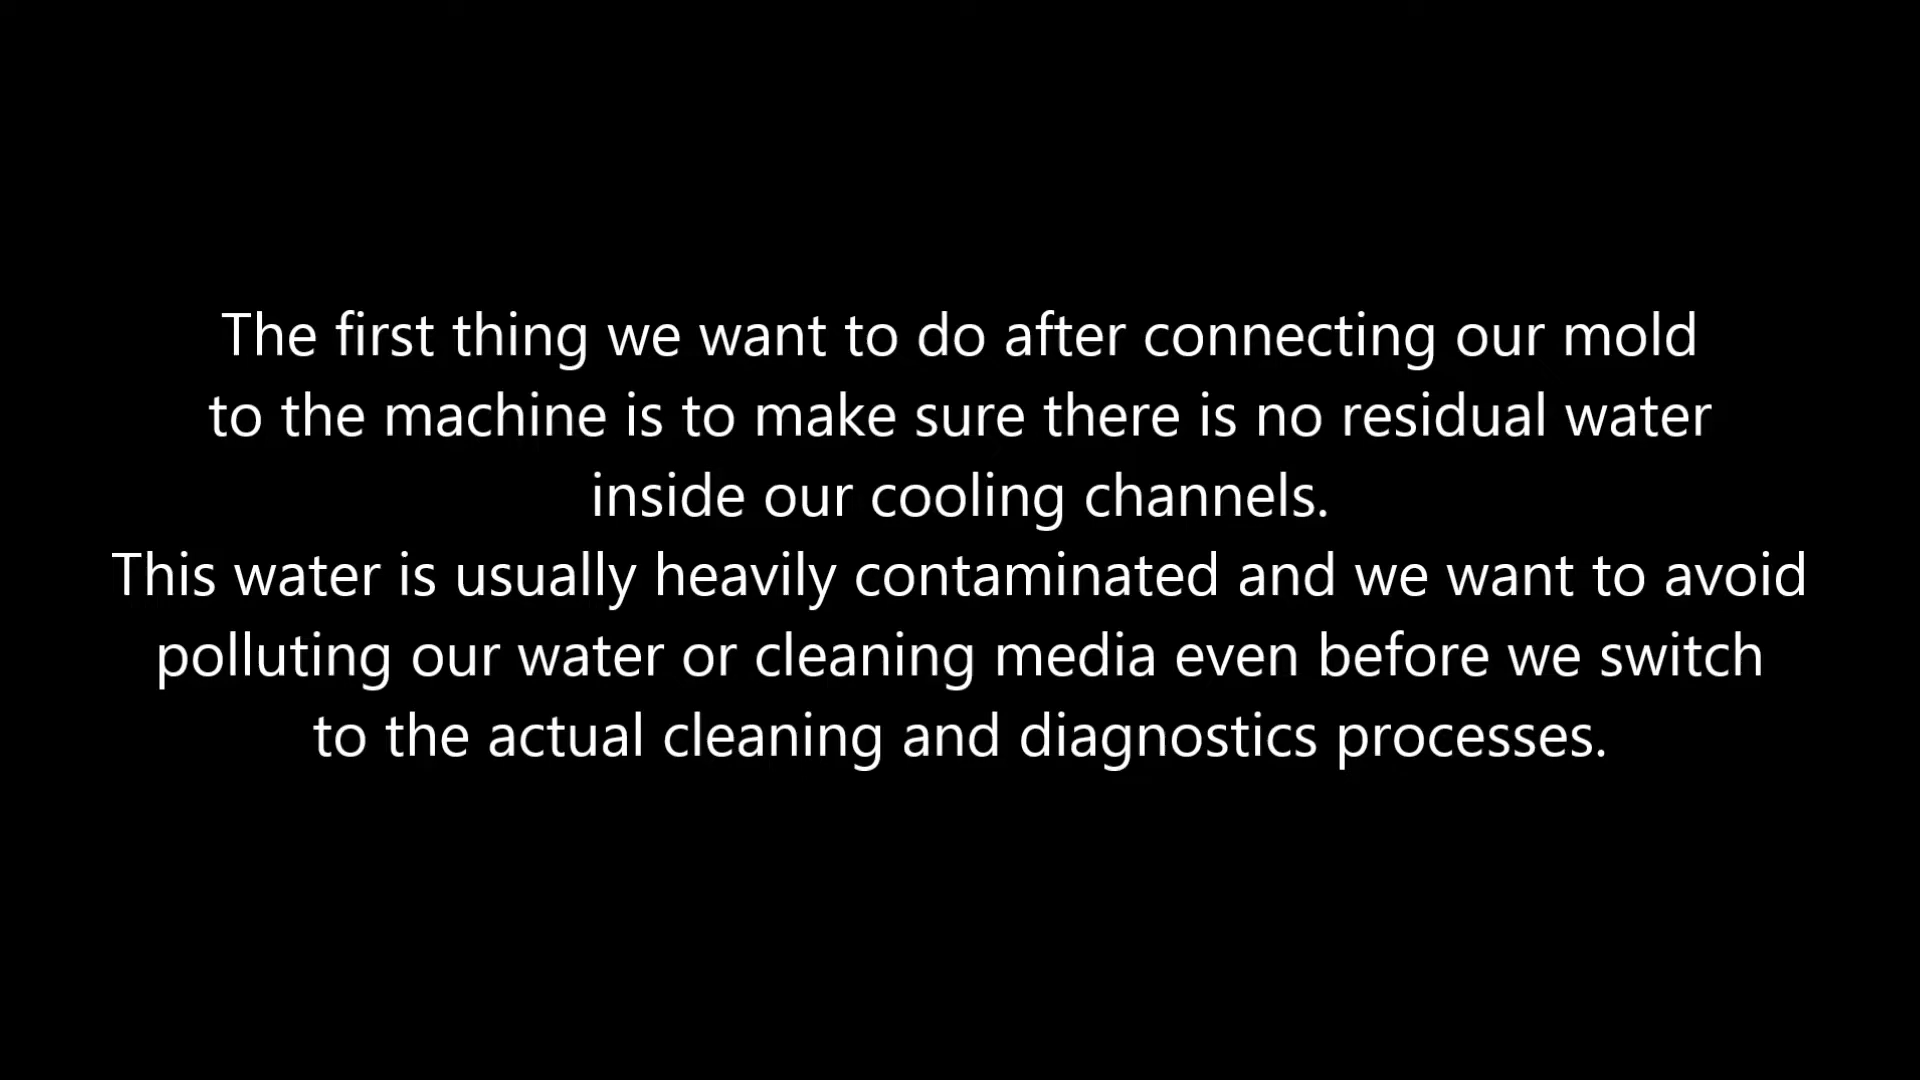 The first thing we want to do after connecting our mold
to the machine is to make sure there is no residual water
inside our cooling channels.
This water is usually heavily contaminated and we want to avoid
polluting our water or cleaning media even before we switch
to the actual cleaning and diagnostics processes.